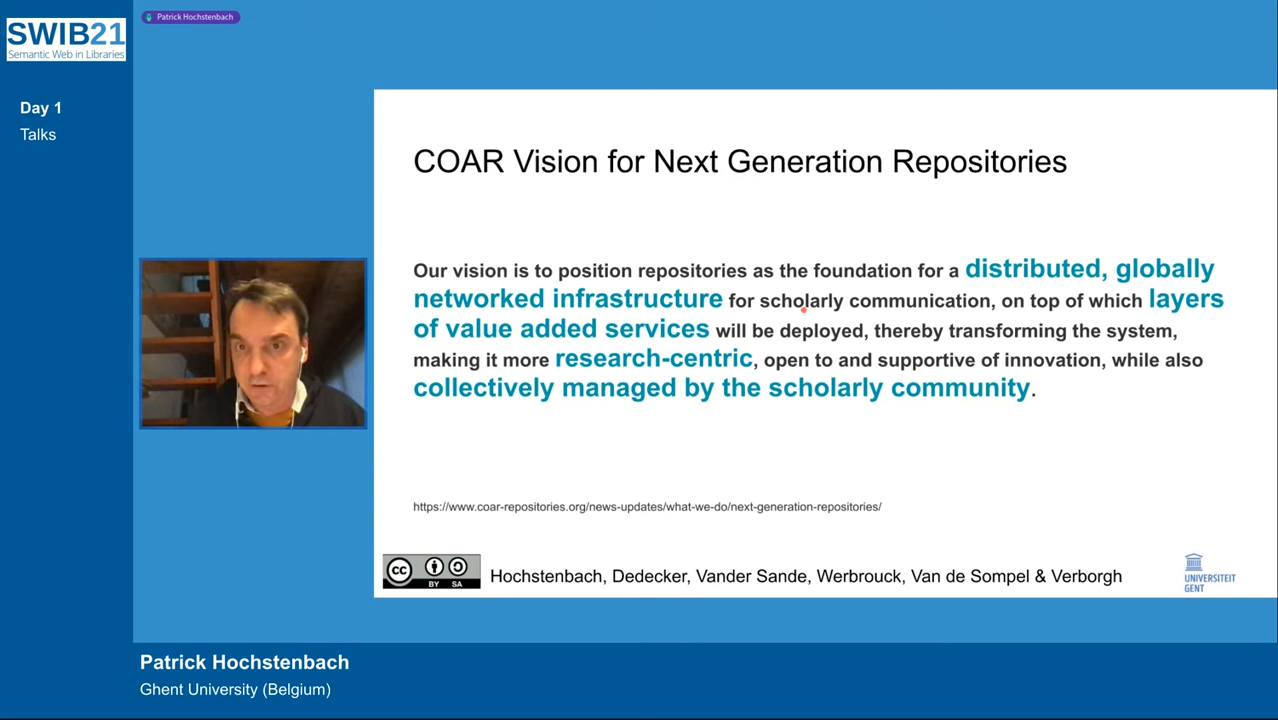 Patrick Hochstenbach
SWIB21
Semantic Web in Libraries
Day 1
Talks
COAR Vision for Next Generation Repositories
Our vision is to position repositories as the foundation for a distributed, globally
networked infrastructure for scholarly communication, on top of which layers
of value added services will be deployed, thereby transforming the system,
making it more research-centric, open to and supportive of innovation, while also
collectively managed by the scholarly community.
https://www.coar-repositories.org/news-updates/what-we-do/next-generation-repositories/
cc
BY SA
Hochstenbach, Dedecker, Vander Sande, Werbrouck, Van de Sompel & Verborgh
UNIVERSITEIT
GENT
Patrick Hochstenbach
Ghent University (Belgium)